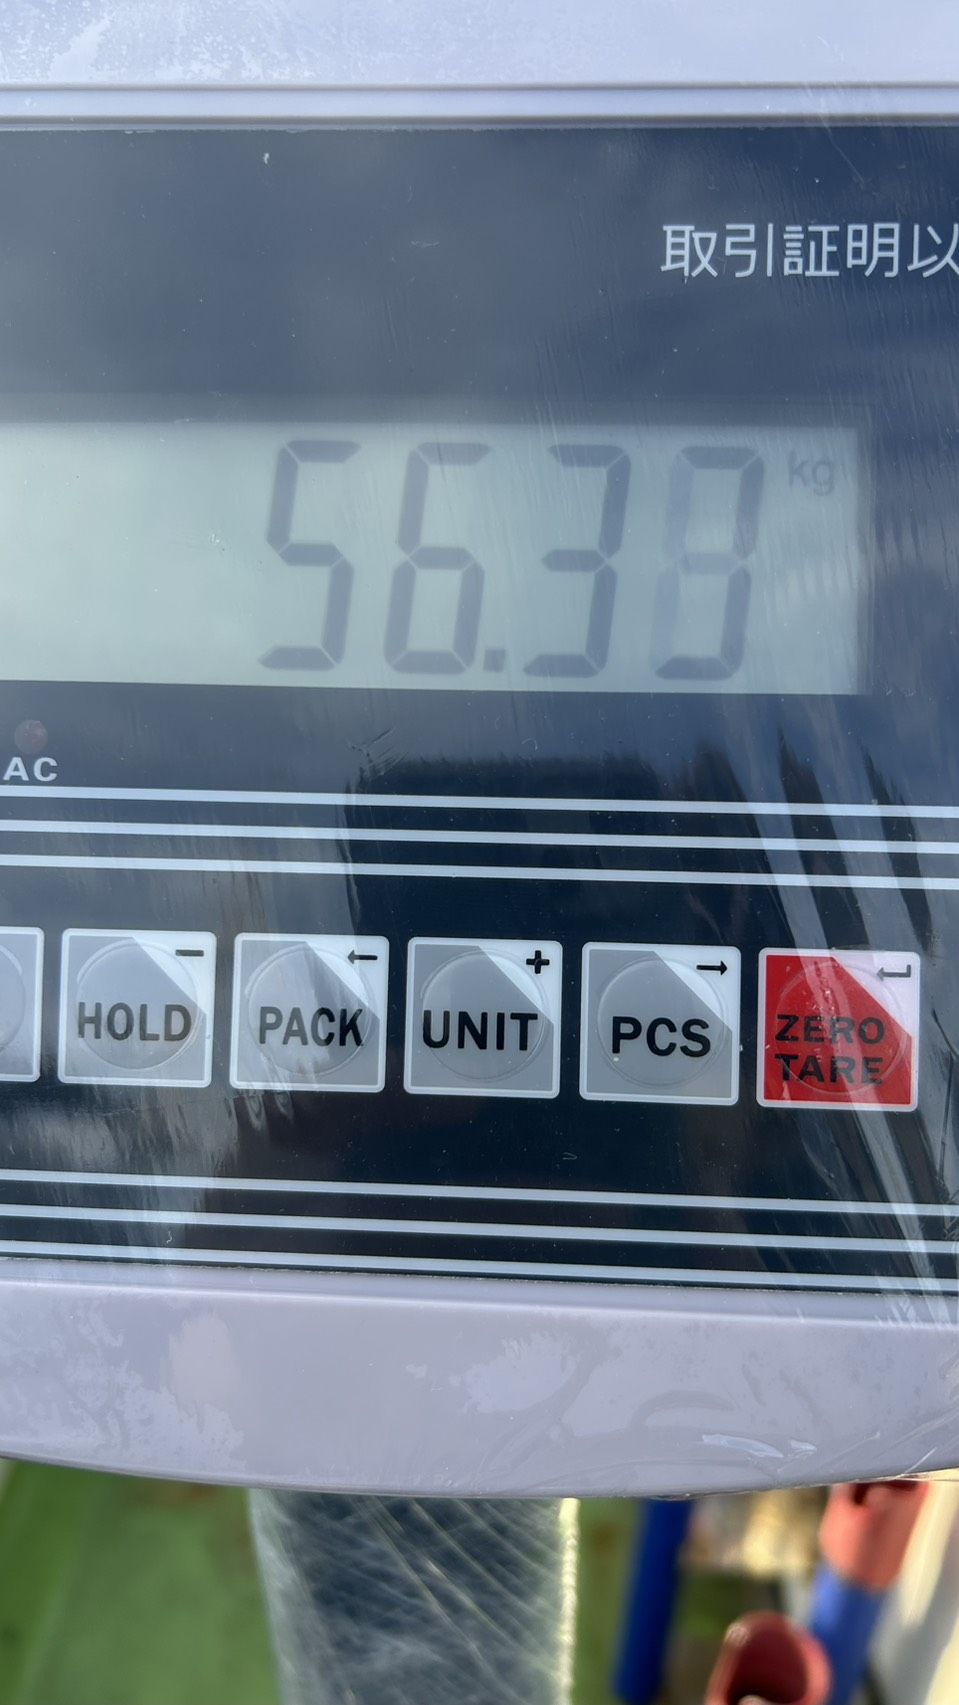 取引証明以
56.38 kg
AC
HOLD − PACK ← UNIT + PCS → ZERO TARE ↵